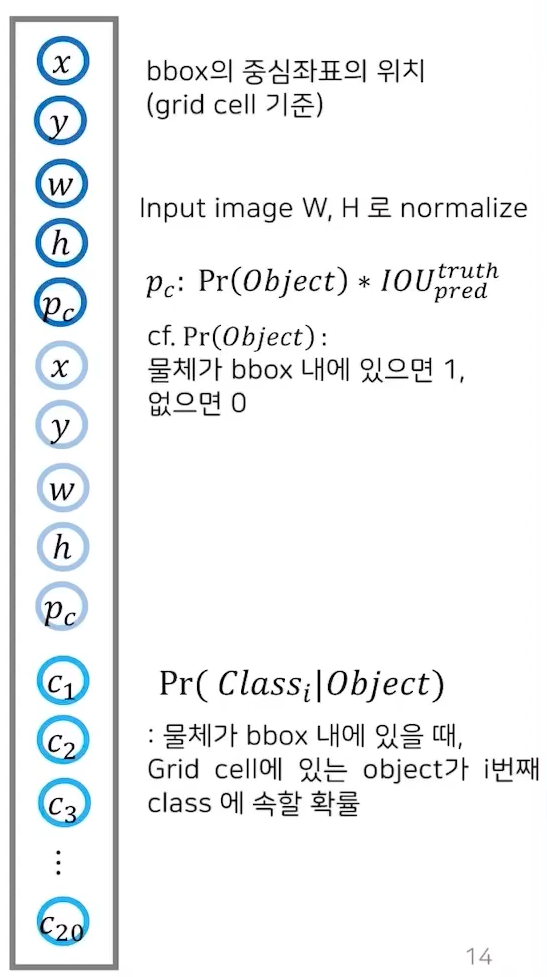 x
bbox의 중심좌표의 위치
y
(grid cell 기준)
w
Input image W, H 로 normalize
h
p_c
p_c: Pr(Object) * IOU_{pred}^{truth}
cf. Pr(Object) :
물체가 bbox 내에 있으면 1,
없으면 0
x
y
w
h
p_c
c_1
Pr( Class_i|Object)
c_2
: 물체가 bbox 내에 있을 때,
Grid cell에 있는 object가 i번째
c_3
class 에 속할 확률
⋮
c_{20}
14